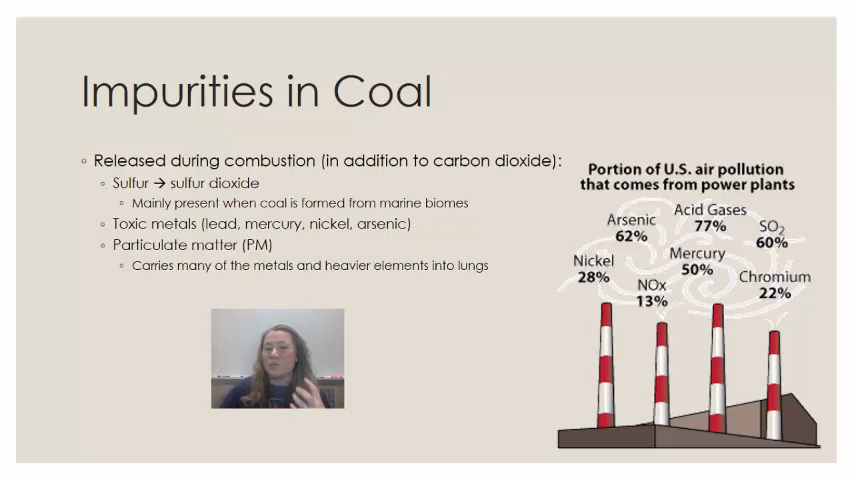 Impurities in Coal
◦ Released during combustion (in addition to carbon dioxide):
◦ Sulfur → sulfur dioxide
◦ Mainly present when coal is formed from marine biomes
◦ Toxic metals (lead, mercury, nickel, arsenic)
◦ Particulate matter (PM)
◦ Carries many of the metals and heavier elements into lungs
Portion of U.S. air pollution
that comes from power plants
Arsenic
62%
Acid Gases
77%
SO₂
60%
Nickel
28%
NOx
13%
Mercury
50%
Chromium
22%